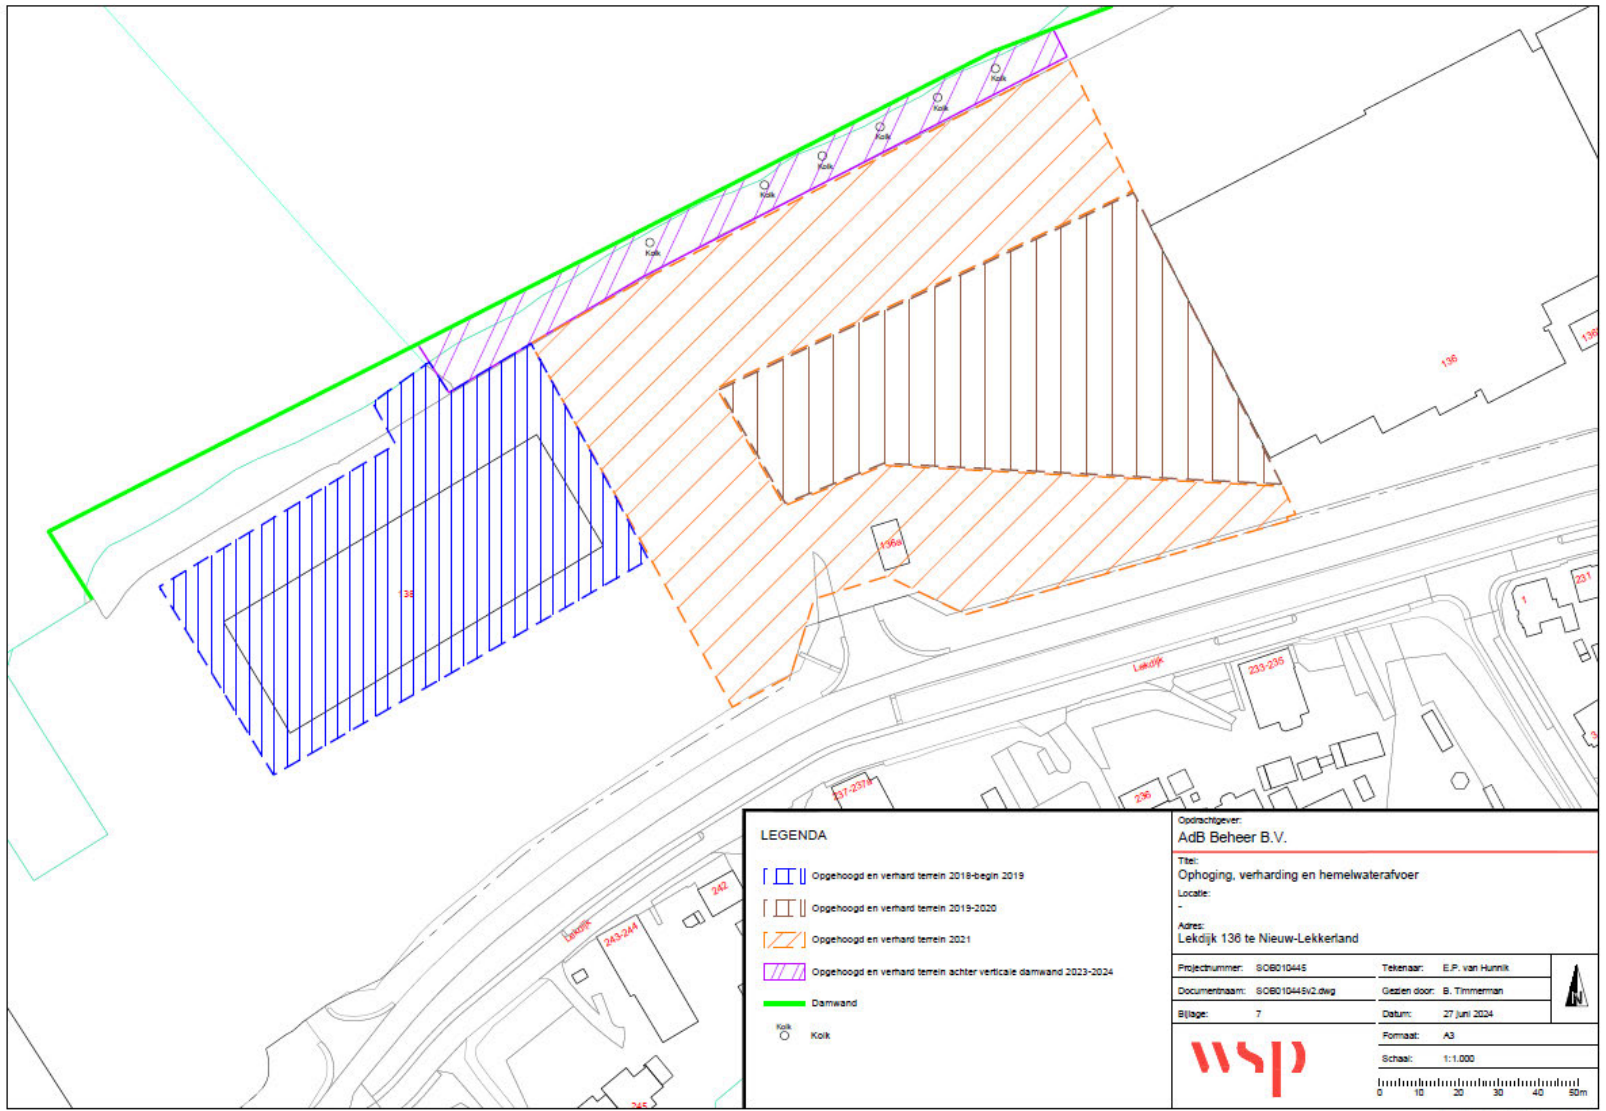 Kolk
Kolk
Kolk
Kolk
Kolk
Kolk
136
136
136a
138
231
1
Lekdijk
233-235
3
237-237a
236
242
Lekdijk
243-244
245
LEGENDA
Opgehoogd en verhard terrein 2018-begin 2019
Opgehoogd en verhard terrein 2019-2020
Opgehoogd en verhard terrein 2021
Opgehoogd en verhard terrein achter verticale damwand 2023-2024
Damwand
Kolk
Kolk
Opdrachtgever:
AdB Beheer B.V.
Titel:
Ophoging, verharding en hemelwaterafvoer
Locatie:
-
Adres:
Lekdijk 136 te Nieuw-Lekkerland
Projectnummer: SOB010445
Tekenaar: E.P. van Hunnik
Documentnaam: SOB010445v2.dwg
Gezien door: B. Timmerman
Bijlage: 7
Datum: 27 juni 2024
N
Formaat: A3
Schaal: 1:1.000
wsp
0 10 20 30 40 50m